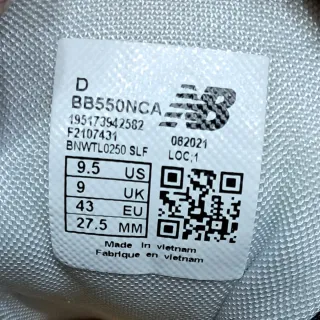 D
BB550NCA
195173942582
F2107431
082021
BNWTL0250 SLF
LOC;1
9.5 US
9 UK
43 EU
27.5 MM
Made in vietnam
Fabrique en vietnam